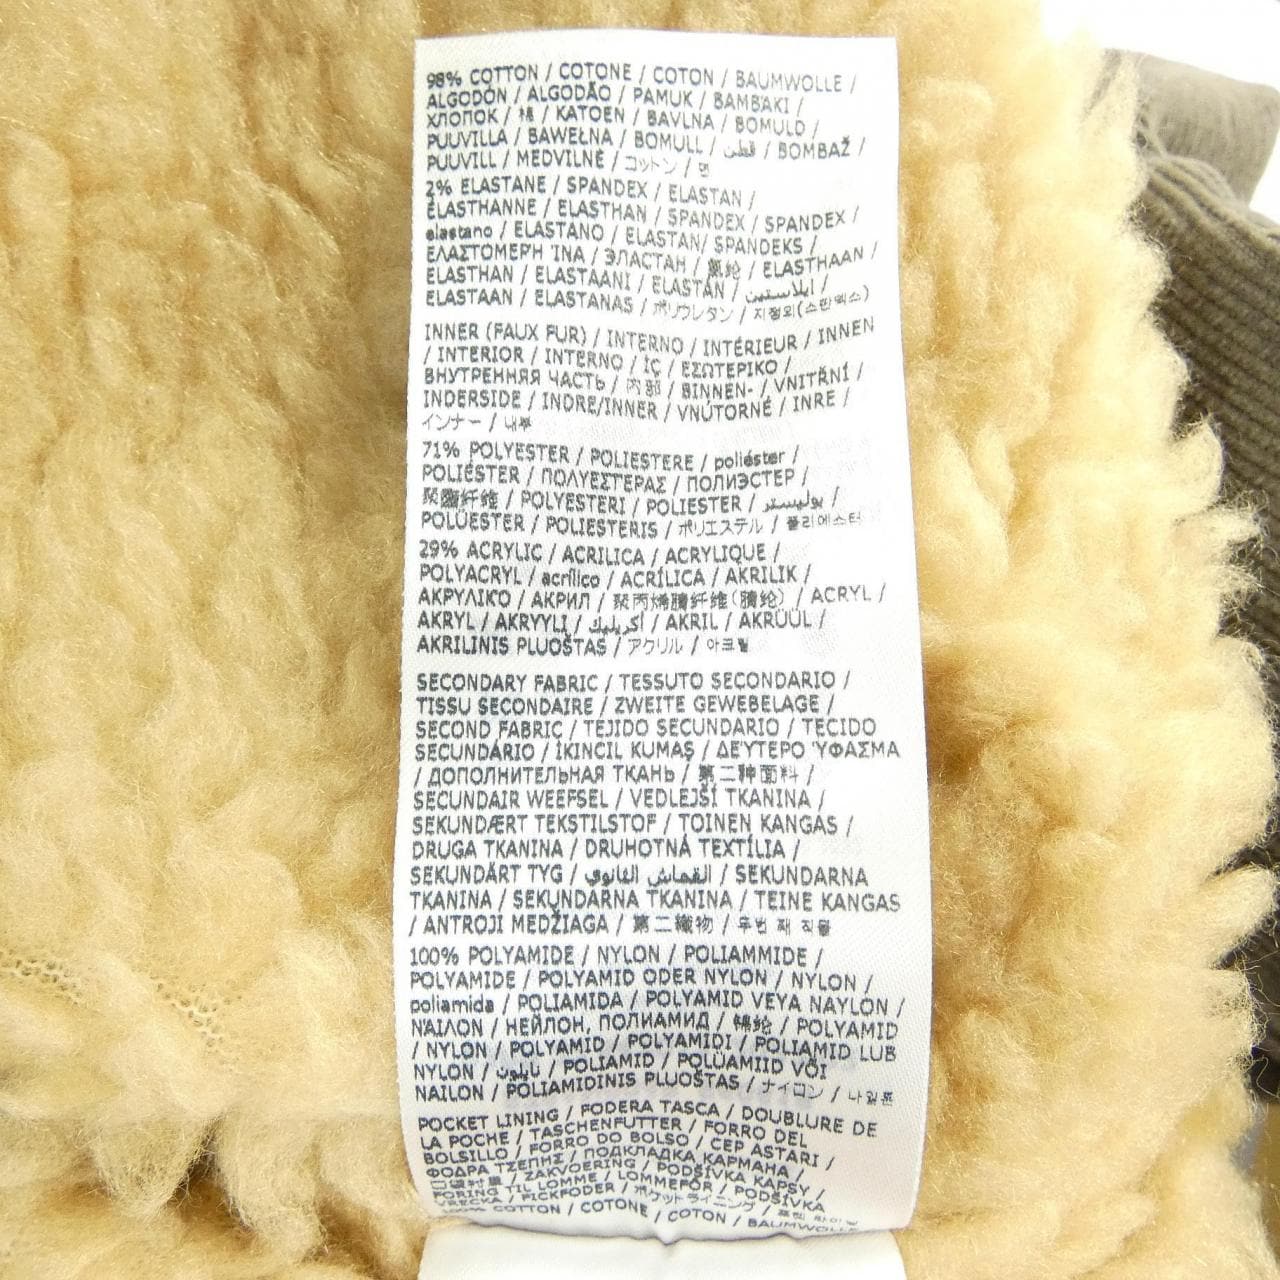 98% COTTON / COTONE / COTON / BAUMWOLLE /
ALGODÓN / ALGODÃO / PAMUK / BAMBAKI /
ХЛОПОК / 棉 / KATOEN / BAVLNA / BOMULD /
PUUVILLA / BAWEŁNA / BOMULL / قطن / BOMBAŽ /
PUUVILL / MEDVILNĖ / コットン / 면
2% ELASTANE / SPANDEX / ELASTAN /
ÉLASTHANNE / ELASTHAN / SPANDEX / SPANDEX /
elastano / ELASTANO / ELASTAN/ SPANDEKS /
ΕΛΑΣΤΟΜΕΡΉ ΊΝΑ / ЭЛАСТАН / 氨纶 / ELASTHAAN /
ELASTHAN / ELASTAANI / ELASTÁN / ايلاستين /
ELASTAAN / ELASTANAS / ポリウレタン / 지정외(스판덱스)
INNER (FAUX FUR) / INTERNO / INTÉRIEUR / INNEN
/ INTERIOR / INTERNO / İÇ / ΕΣΩΤΕΡΙΚΟ /
ВНУТРЕННЯЯ ЧАСТЬ / 内部 / BINNEN- / VNITŘNÍ /
INDERSIDE / INDRE/INNER / VNÚTORNÉ / INRE /
インナー / 내부
71% POLYESTER / POLIESTERE / poliéster /
POLIÉSTER / ΠΟΛΥΕΣΤΕΡΑΣ / ПОЛИЭСТЕР /
聚酯纤维 / POLYESTERI / POLIESTER / بوليستر /
POLÜESTER / POLIESTERIS / ポリエステル / 폴리에스터
29% ACRYLIC / ACRILICA / ACRYLIQUE /
POLYACRYL / acrílico / ACRÍLICA / AKRILIK /
ΑΚΡΥΛΙΚΌ / АКРИЛ / 聚丙烯腈纤维(腈纶) / ACRYL /
AKRYL / AKRYYLI / أكريليك / AKRIL / AKRÜÜL /
AKRILINIS PLUOŠTAS / アクリル / 아크릴
SECONDARY FABRIC / TESSUTO SECONDARIO /
TISSU SECONDAIRE / ZWEITE GEWEBELAGE /
SECOND FABRIC / TEJIDO SECUNDARIO / TECIDO
SECUNDÁRIO / İKINCIL KUMAŞ / ΔΕΎΤΕΡΟ ΎΦΑΣΜΑ
/ ДОПОЛНИТЕЛЬНАЯ ТКАНЬ / 第二种面料 /
SECUNDAIR WEEFSEL / VEDLEJŠÍ TKANINA /
SEKUNDÆRT TEKSTILSTOF / TOINEN KANGAS /
DRUGA TKANINA / DRUHOTNÁ TEXTÍLIA /
SEKUNDÄRT TYG / القماش الثانوي / SEKUNDARNA
TKANINA / SEKUNDARNA TKANINA / TEINE KANGAS
/ ANTROJI MEDŽIAGA / 第二織物 / 두번 째 직물
100% POLYAMIDE / NYLON / POLIAMMIDE /
POLYAMIDE / POLYAMID ODER NYLON / NYLON /
poliamida / POLIAMIDA / POLYAMID VEYA NAYLON /
ΝΑΪΛΟΝ / НЕЙЛОН, ПОЛИАМИД / 锦纶 / POLYAMID
/ NYLON / POLYAMID / POLYAMIDI / POLIAMID LUB
NYLON / نايلون / POLIAMID / POLÜAMIID VÕI
NAILON / POLIAMIDINIS PLUOŠTAS / ナイロン / 나일론
POCKET LINING / FODERA TASCA / DOUBLURE DE
LA POCHE / TASCHENFUTTER / FORRO DEL
BOLSILLO / FORRO DO BOLSO / CEP ASTARI /
ΦΟΔΡΑ ΤΣΕΠΗΣ / ПОДКЛАДКА КАРМАНА /
口袋衬里 / ZAKVOERING / PODŠÍVKA KAPSY /
FORING TIL LOMME / LOMMEFÔR / PODŠÍVKA
VRECKA / FICKFODER / ポケットライニング /
100% COTTON / COTONE / COTON / BAUMWOLLE